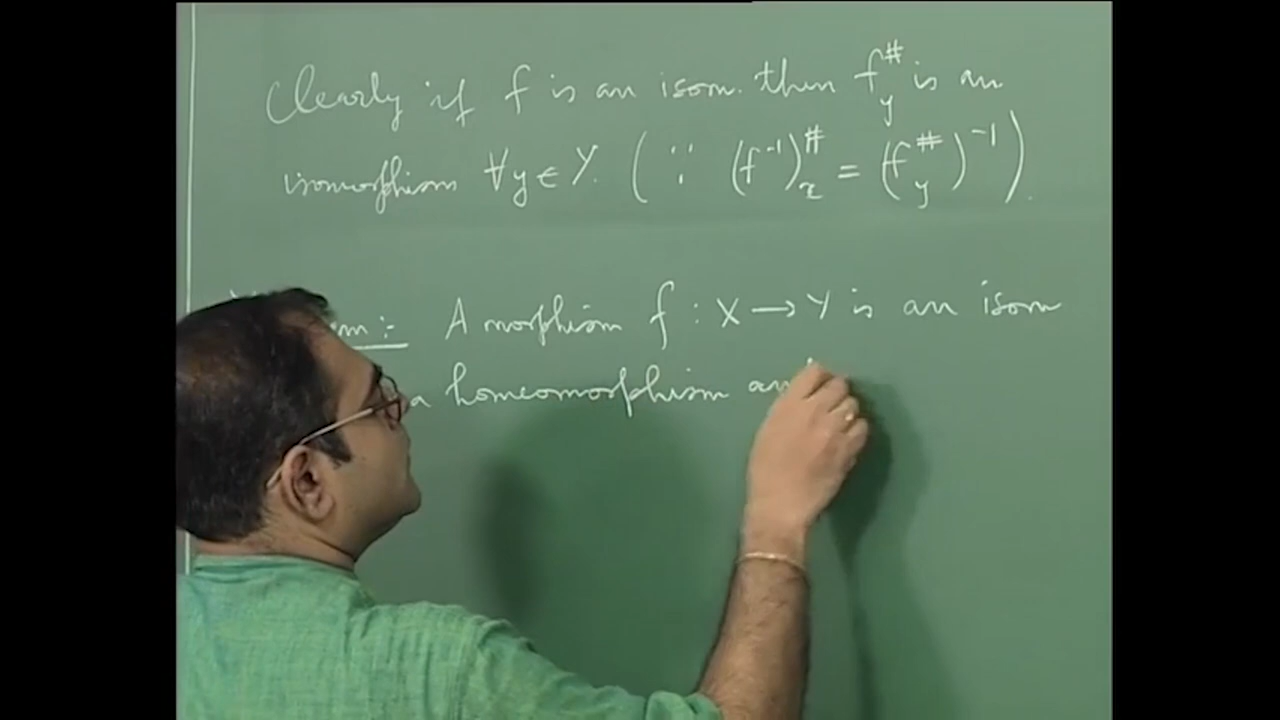 Clearly if f is an isom. then f^#_y is an
isomorphism ∀y ∈ Y. ( ∵ (f^{-1})^#_x = (f^#_y)^{-1} ).
A morphism f : X → Y is an isom
a homeomorphism